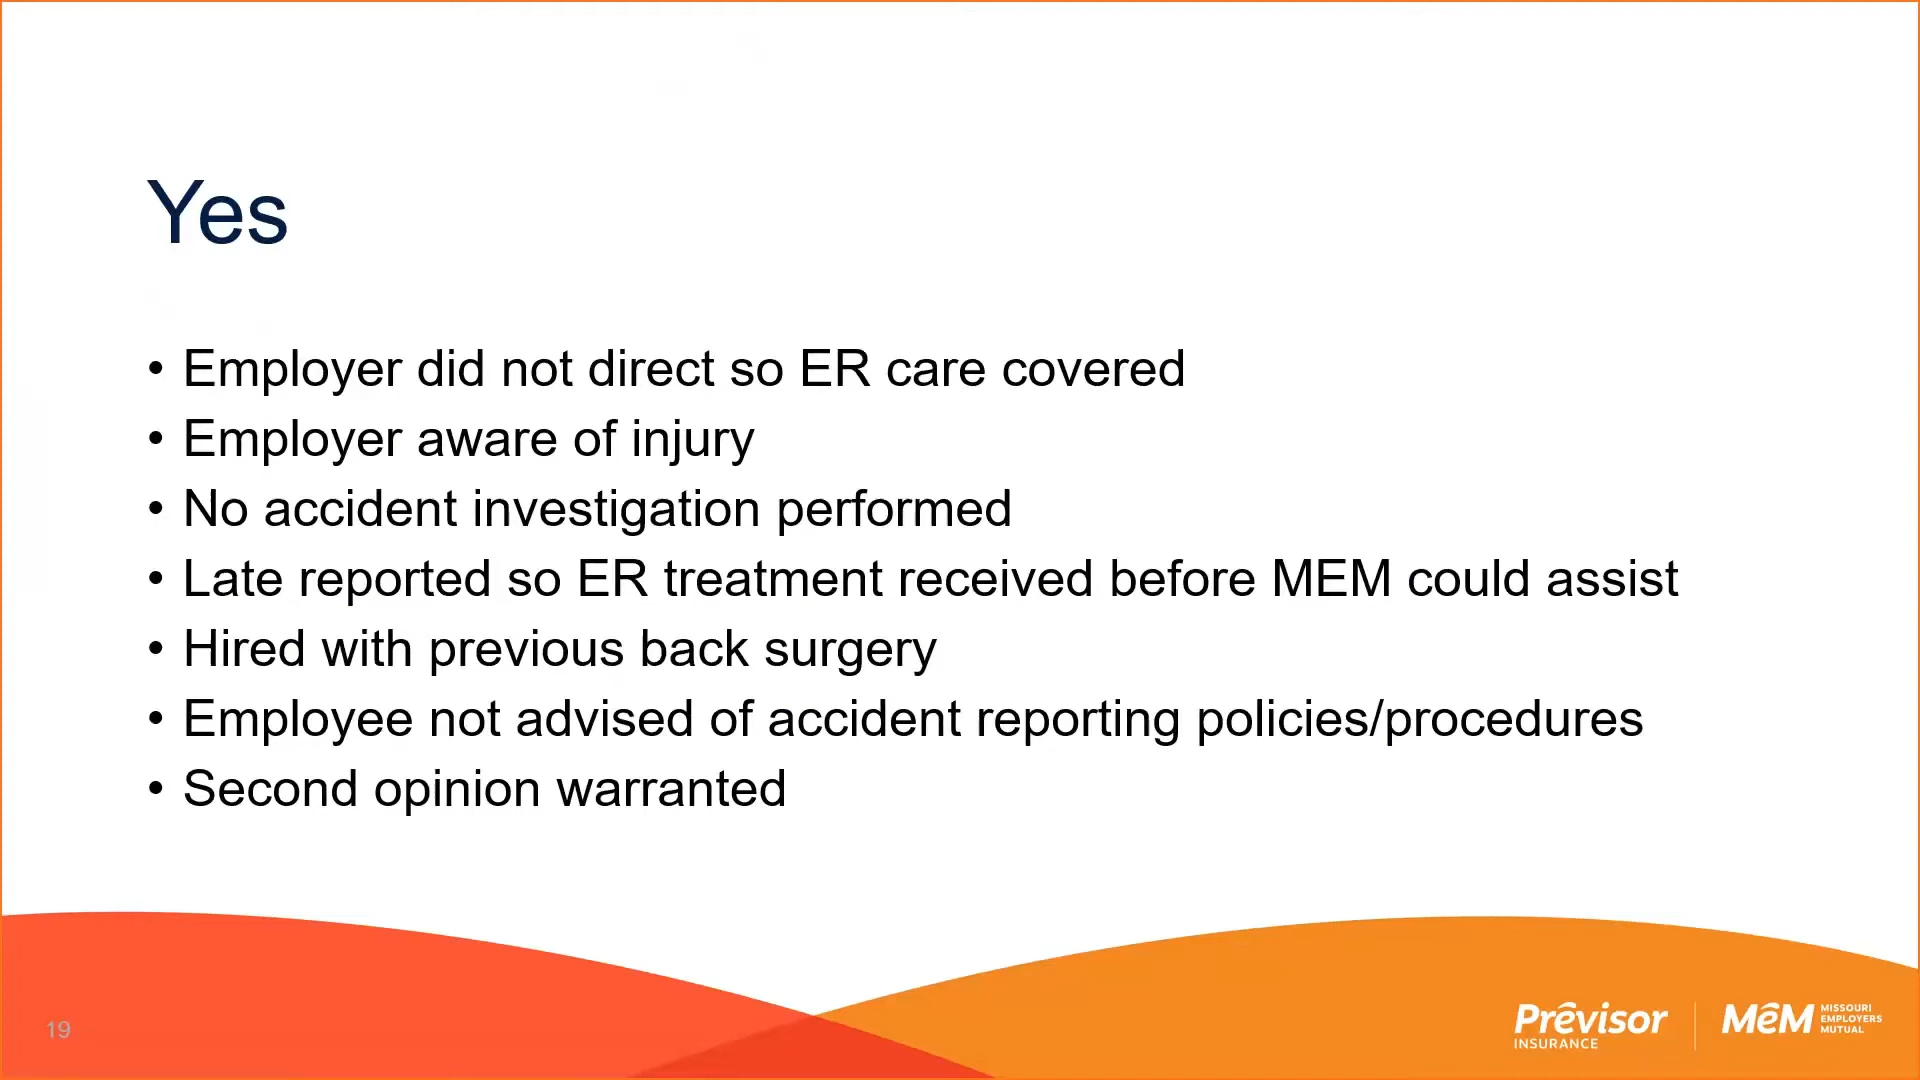 Yes
• Employer did not direct so ER care covered
• Employer aware of injury
• No accident investigation performed
• Late reported so ER treatment received before MEM could assist
• Hired with previous back surgery
• Employee not advised of accident reporting policies/procedures
• Second opinion warranted
19
Prêvisor
INSURANCE
MêM
MISSOURI
EMPLOYERS
MUTUAL